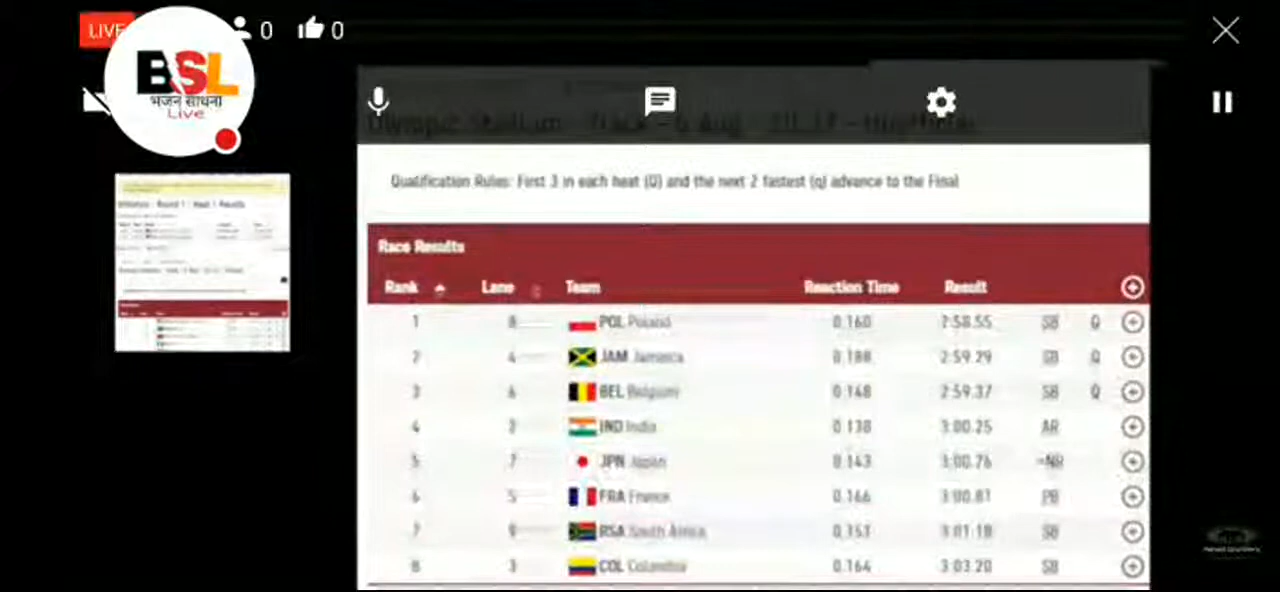 LIVE 0 0
BSL
भजन साधना
Live
Olympic Stadium - Track - 6 Aug -
Qualification Rules: First 3 in each heat (Q) and the next 2 fastest (q) advance to the Final
Race Results
Rank Lane Team Reaction Time Result
1 8 POL Poland 0.160 2:58.55 SB Q
2 4 JAM Jamaica 0.188 2:59.29 SB Q
3 6 BEL Belgium 0.148 2:59.37 SB Q
4 2 IND India 0.138 3:00.25 AR
5 7 JPN Japan 0.143 3:00.76 =NR
6 5 FRA France 0.166 3:00.81
7 9 RSA South Africa 0.151 3:01.18 SB
8 3 COL Colombia 0.164 3:03.20 SB